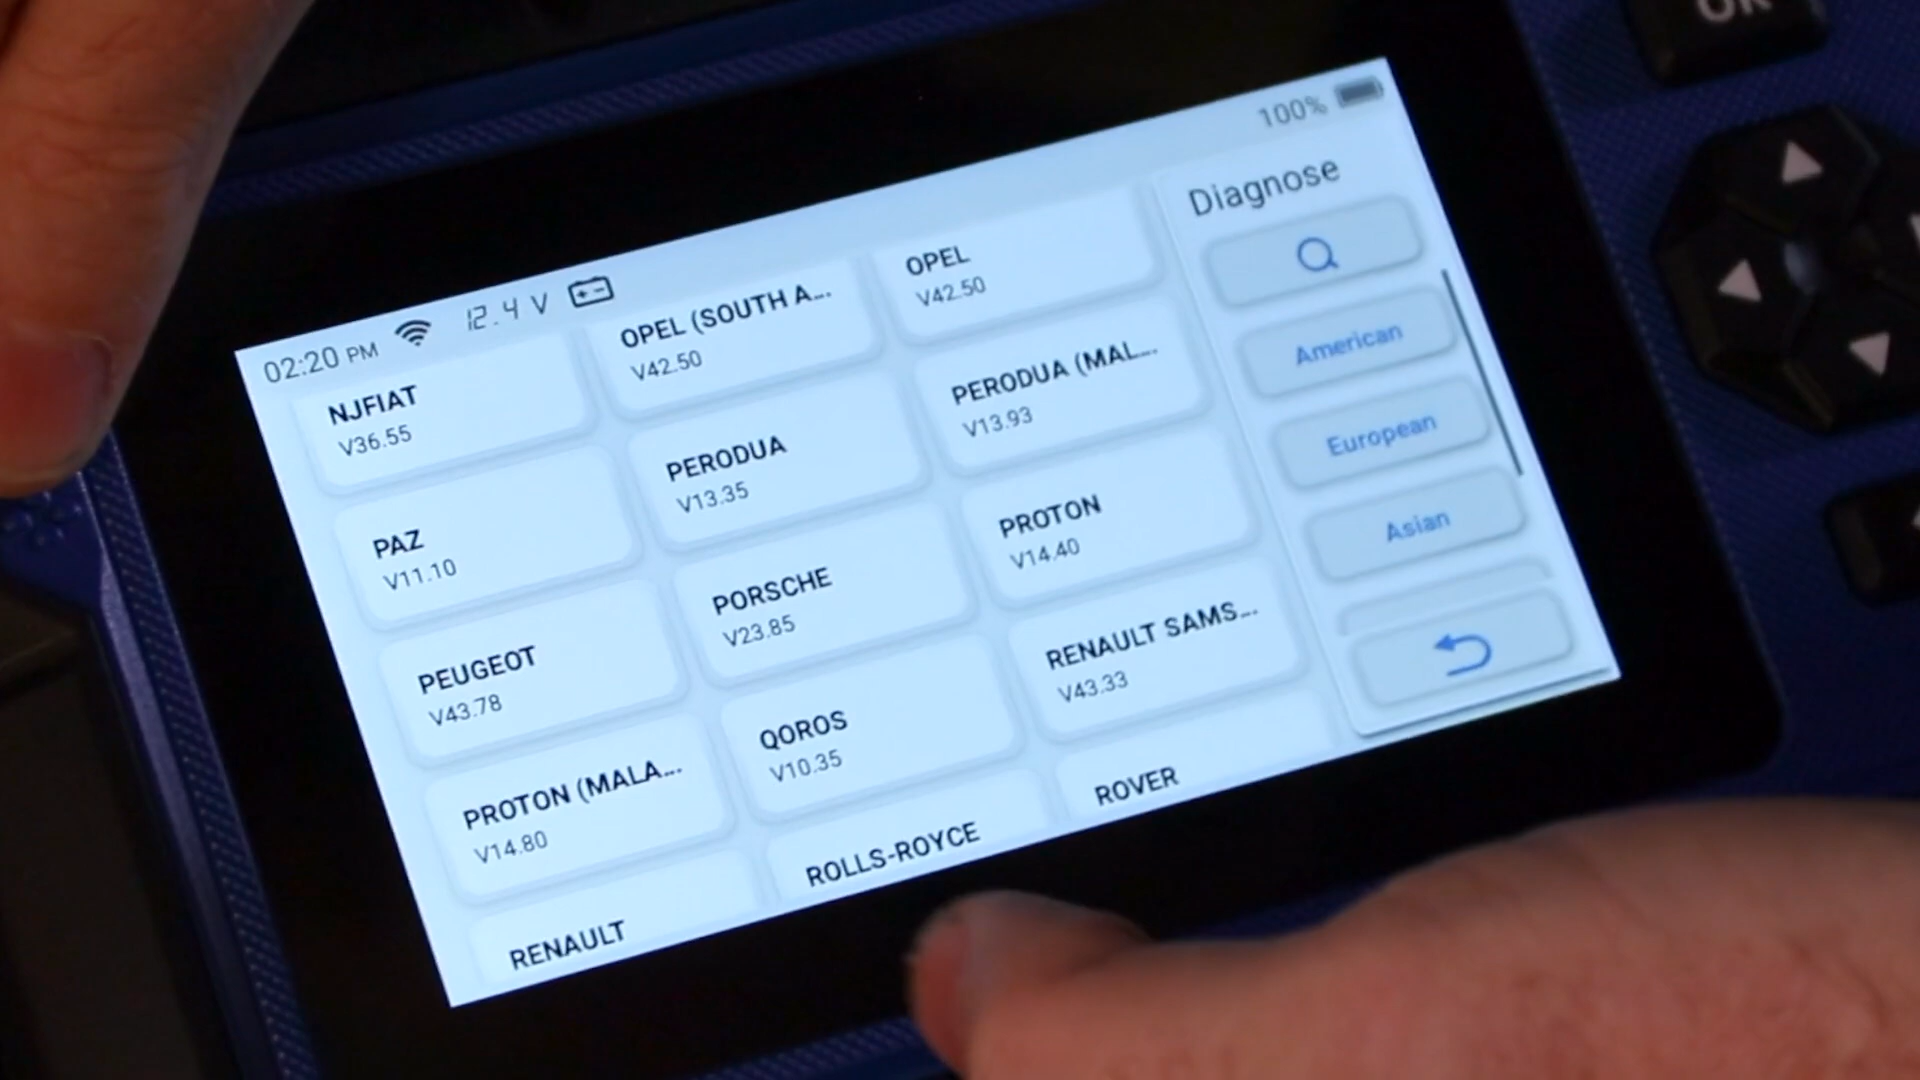 OK
02:20 PM 12.4 V 100%
NJFIAT
V36.55
OPEL (SOUTH A...
V42.50
OPEL
V42.50
PAZ
V11.10
PERODUA
V13.35
PERODUA (MAL...
V13.93
PEUGEOT
V43.78
PORSCHE
V23.85
PROTON
V14.40
PROTON (MALA...
V14.80
QOROS
V10.35
RENAULT SAMS...
V43.33
RENAULT
ROLLS-ROYCE
ROVER
Diagnose
American
European
Asian